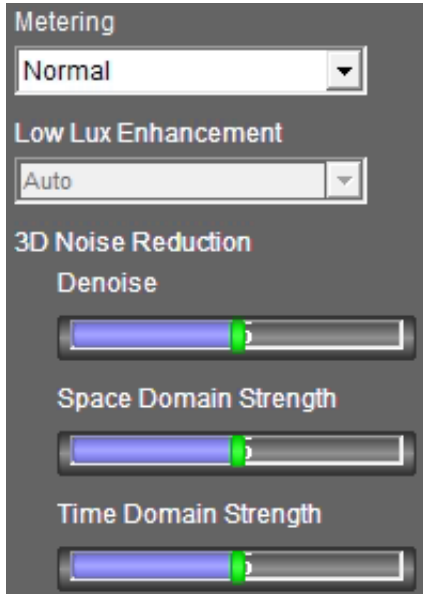 Metering
Normal
Low Lux Enhancement
Auto
3D Noise Reduction
Denoise
Space Domain Strength
Time Domain Strength